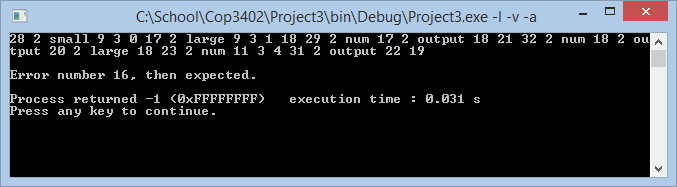 C:\School\Cop3402\Project3\bin\Debug\Project3.exe -l -v -a
28 2 small 9 3 0 17 2 large 9 3 1 18 29 2 num 17 2 output 18 21 32 2 num 18 2 ou
tput 20 2 large 18 23 2 num 11 3 4 31 2 output 22 19
Error number 16, then expected.
Process returned -1 (0xFFFFFFFF)   execution time : 0.031 s
Press any key to continue.